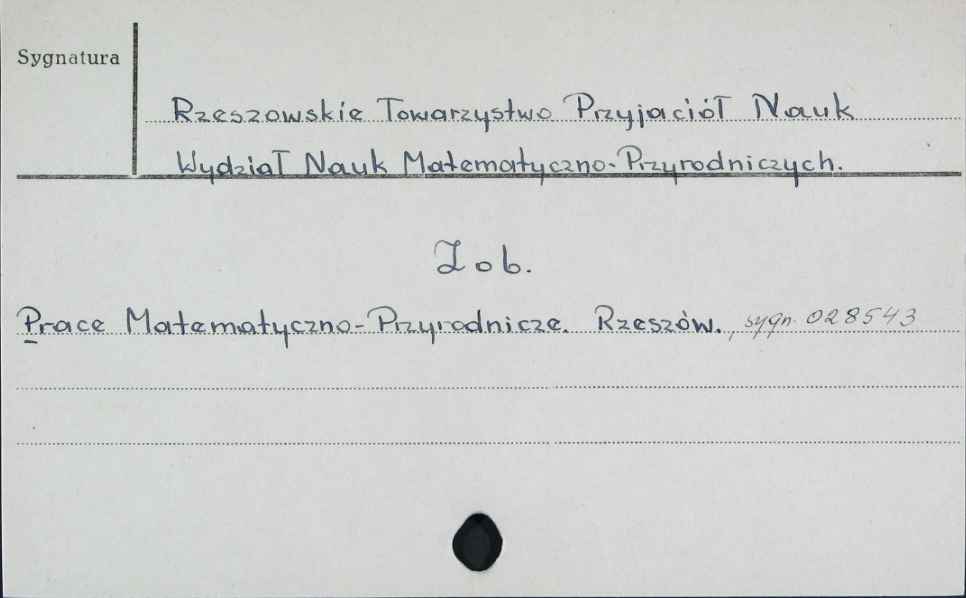 Sygnatura
Rzeszowskie Towarzystwo Przyjaciół Nauk
Wydział Nauk Matematyczno-Przyrodniczych.
Zob.
Prace Matematyczno-Przyrodnicze. Rzeszów., sygn. 028543